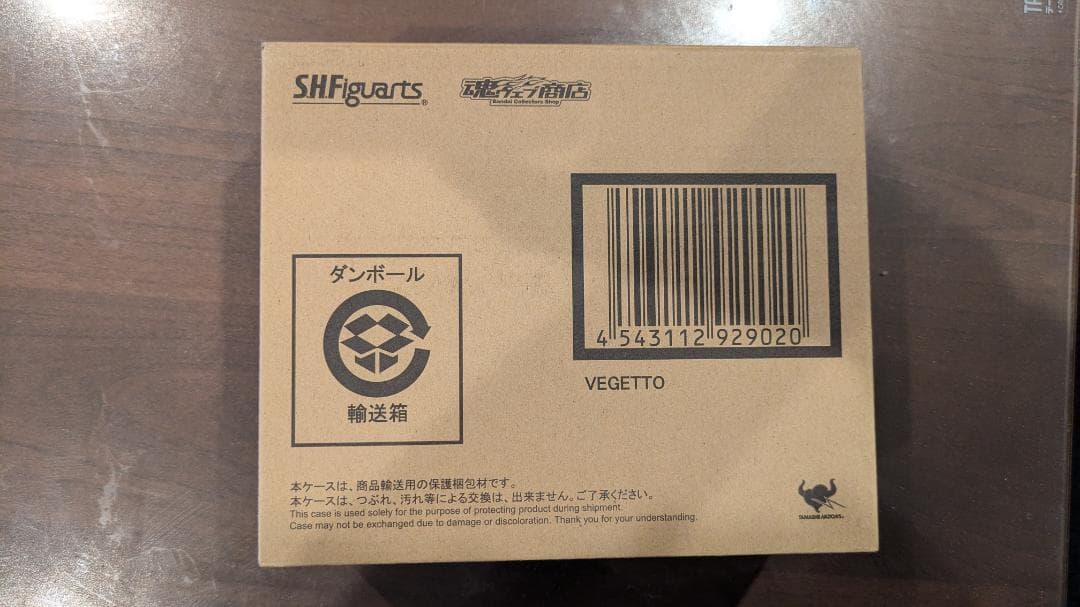 S.H.Figuarts®
魂ウェブ商店
Bandai Collectors Shop
4 543112 929020
VEGETTO
ダンボール
輸送箱
本ケースは、商品輸送用の保護梱包材です。
本ケースは、つぶれ、汚れ等による交換は、出来ません。ご了承ください。
This case is used solely for the purpose of protecting product during shipment.
Case may not be exchanged due to damage or discoloration. Thank you for your understanding.
TAMASHII NATIONS